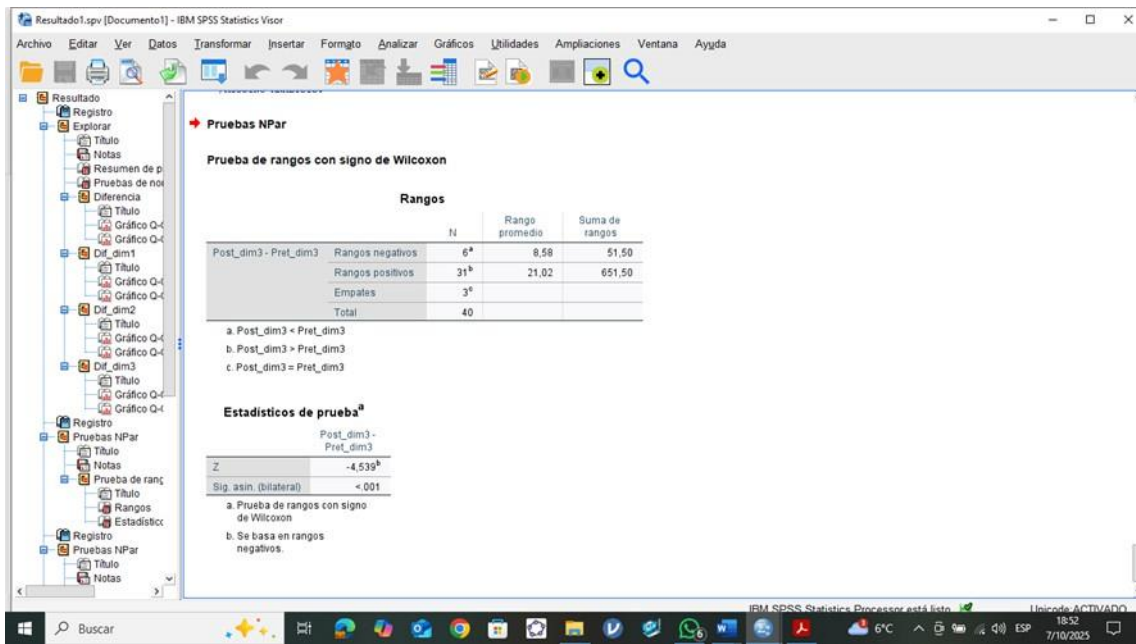 Resultado1.spv [Documento1] - IBM SPSS Statistics Visor
Archivo Editar Ver Datos Transformar Insertar Formato Analizar Gráficos Utilidades Ampliaciones Ventana Ayuda
Resultado
Registro
Explorar
Título
Notas
Resumen de p
Pruebas de nor
Diferencia
Título
Gráfico Q-
Gráfico Q-
Dif_dim1
Título
Gráfico Q-
Gráfico Q-
Dif_dim2
Título
Gráfico Q-
Gráfico Q-
Dif_dim3
Título
Gráfico Q-
Gráfico Q-
Registro
Pruebas NPar
Título
Notas
Prueba de rang
Título
Rangos
Estadístico
Registro
Pruebas NPar
Título
Notas
Pruebas NPar
Prueba de rangos con signo de Wilcoxon
Rangos
N Rango promedio Suma de rangos
Post_dim3 - Pret_dim3 Rangos negativos 6a 8,58 51,50
Rangos positivos 31b 21,02 651,50
Empates 3c
Total 40
a. Post_dim3 < Pret_dim3
b. Post_dim3 > Pret_dim3
c. Post_dim3 = Pret_dim3
Estadísticos de pruebaa
Post_dim3 -
Pret_dim3
Z -4,539b
Sig. asin. (bilateral) <.001
a. Prueba de rangos con signo
de Wilcoxon
b. Se basa en rangos
negativos.
IBM SPSS Statistics Processor está listo Unicode:ACTIVADO
Buscar 6°C ESP 18:52
7/10/2025